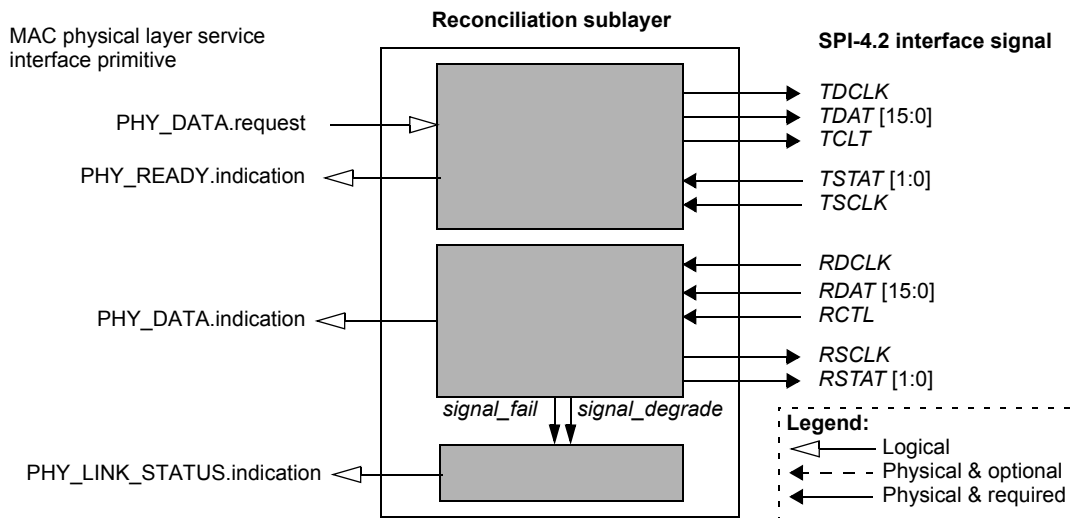 Reconciliation sublayer
MAC physical layer service
interface primitive
SPI-4.2 interface signal
PHY_DATA.request
PHY_READY.indication
TDCLK
TDAT [15:0]
TCLT
TSTAT [1:0]
TSCLK
PHY_DATA.indication
RDCLK
RDAT [15:0]
RCTL
RSCLK
RSTAT [1:0]
signal_fail
signal_degrade
PHY_LINK_STATUS.indication
Legend:
Logical
Physical & optional
Physical & required